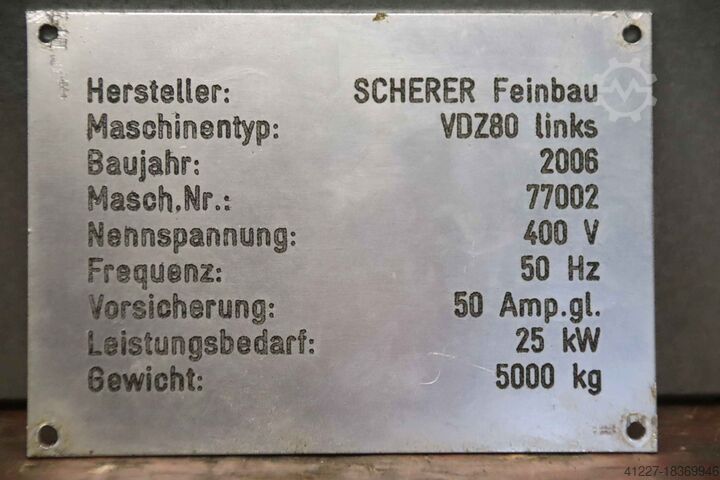 Hersteller: SCHERER Feinbau
Maschinentyp: VDZ80 links
Baujahr: 2006
Masch.Nr.: 77002
Nennspannung: 400 V
Frequenz: 50 Hz
Vorsicherung: 50 Amp.gl.
Leistungsbedarf: 25 kW
Gewicht: 5000 kg
41227-18369946